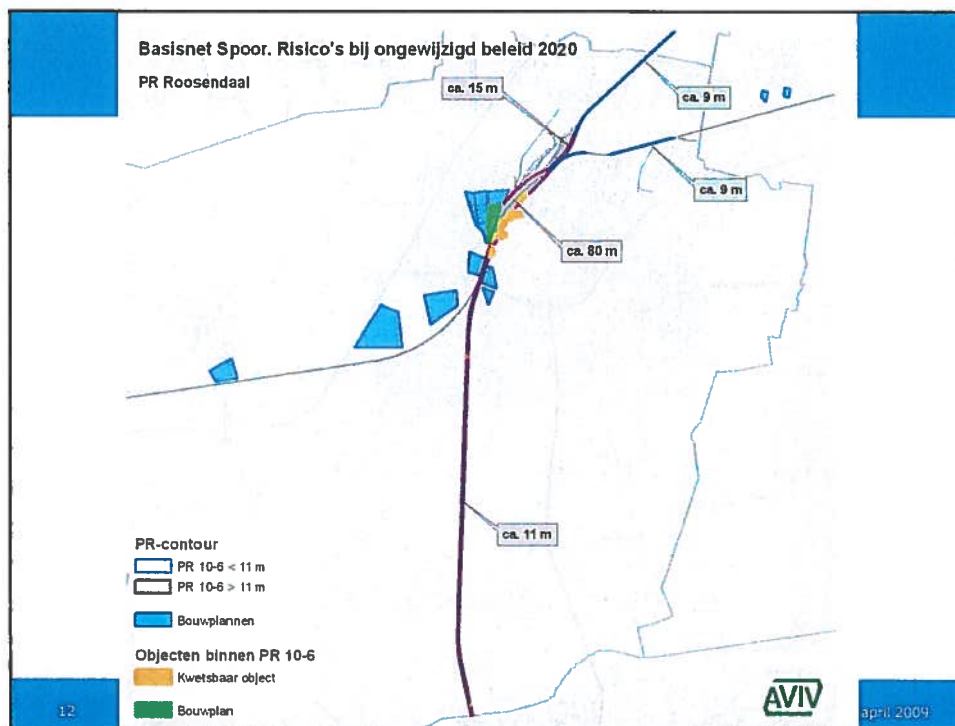 Basisnet Spoor. Risico's bij ongewijzigd beleid 2020
PR Roosendaal
ca. 15 m
ca. 9 m
ca. 9 m
ca. 80 m
ca. 11 m
PR-contour
PR 10-6 < 11 m
PR 10-6 > 11 m
Bouwplannen
Objecten binnen PR 10-6
Kwetsbaar object
Bouwplan
12
AVIV
april 2009